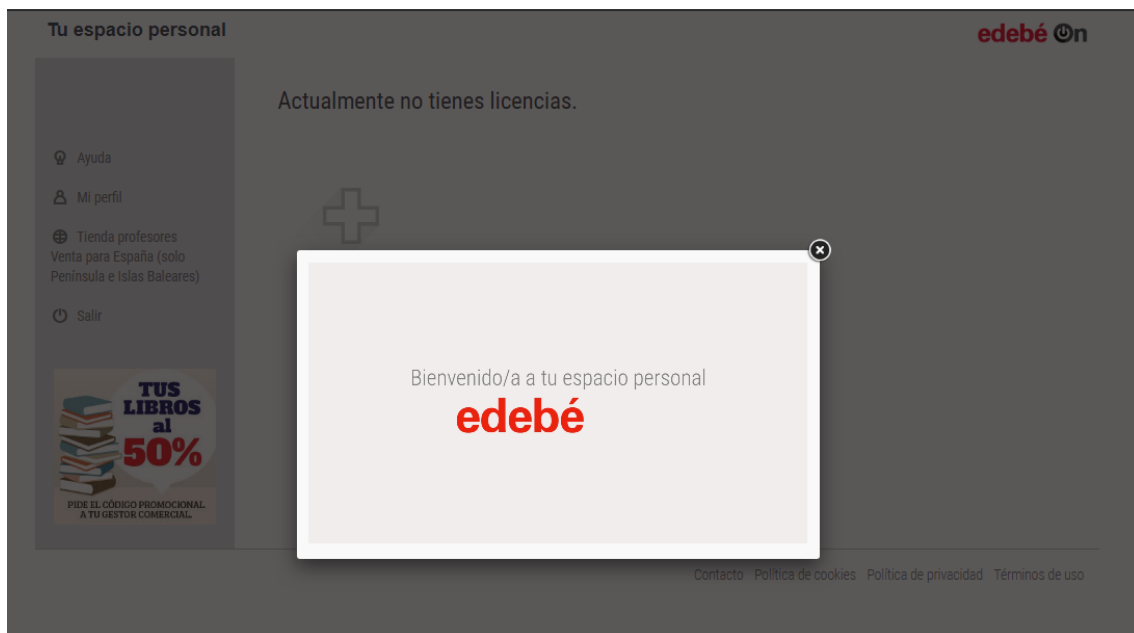 Tu espacio personal
edebé On
Actualmente no tienes licencias.
Ayuda
Mi perfil
Tienda profesores
Venta para España (solo
Península e Islas Baleares)
Salir
TUS
LIBROS
al
50%
PIDE EL CÓDIGO PROMOCIONAL
A TU GESTOR COMERCIAL.
Bienvenido/a a tu espacio personal
edebé
Contacto Política de cookies Política de privacidad Términos de uso